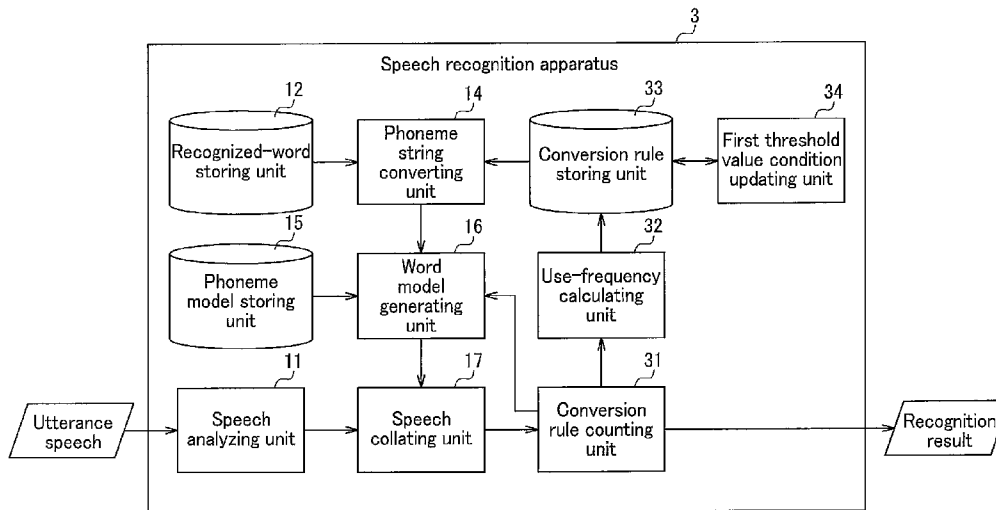 3
Speech recognition apparatus
12
Recognized-word
storing unit
14
Phoneme
string
converting
unit
33
Conversion rule
storing unit
34
First threshold
value condition
updating unit
15
Phoneme
model storing
unit
16
Word
model
generating
unit
32
Use-frequency
calculating
unit
Utterance
speech
11
Speech
analyzing unit
17
Speech
collating unit
31
Conversion
rule counting
unit
Recognition
result